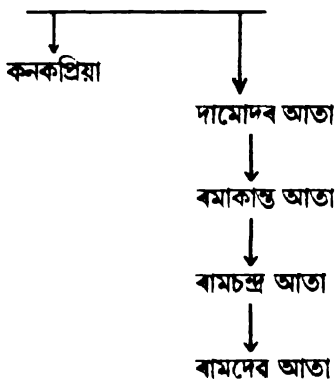 কনকপ্ৰিয়া
দামোদৰ আতা
ৰমাকান্ত আতা
ৰামচন্দ্ৰ আতা
ৰামদেৱ আতা